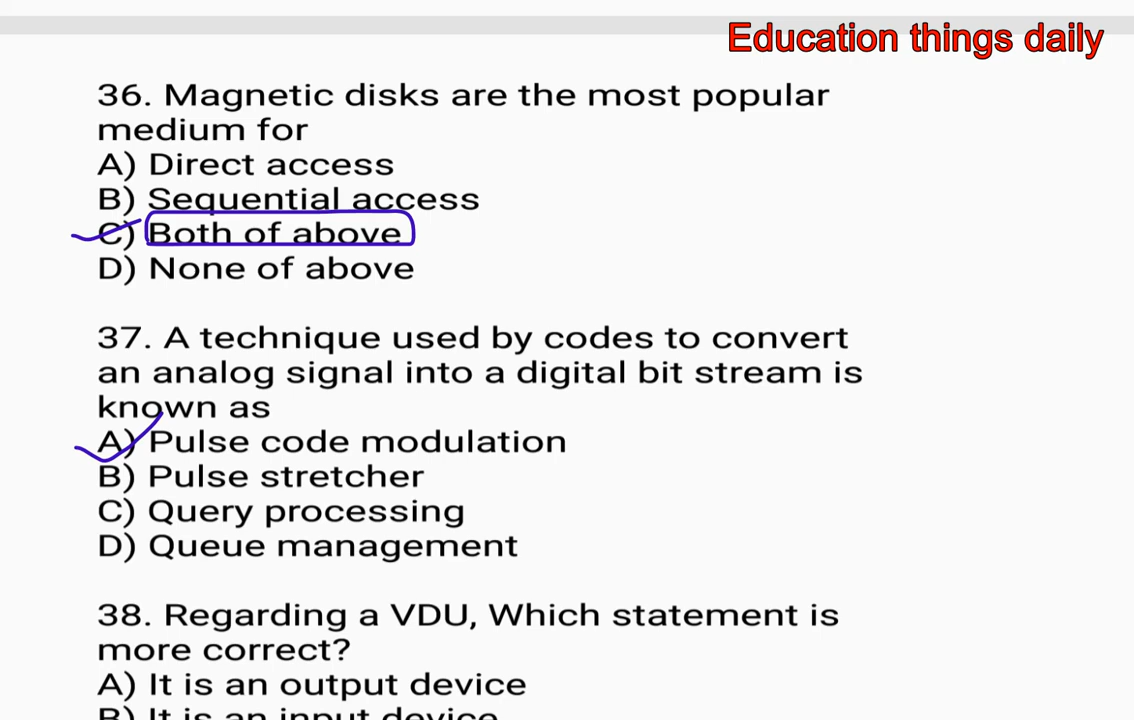 Education things daily
36. Magnetic disks are the most popular
medium for
A) Direct access
B) Sequential access
C) Both of above
D) None of above
37. A technique used by codes to convert
an analog signal into a digital bit stream is
known as
A) Pulse code modulation
B) Pulse stretcher
C) Query processing
D) Queue management
38. Regarding a VDU, Which statement is
more correct?
A) It is an output device
B) It is an input device